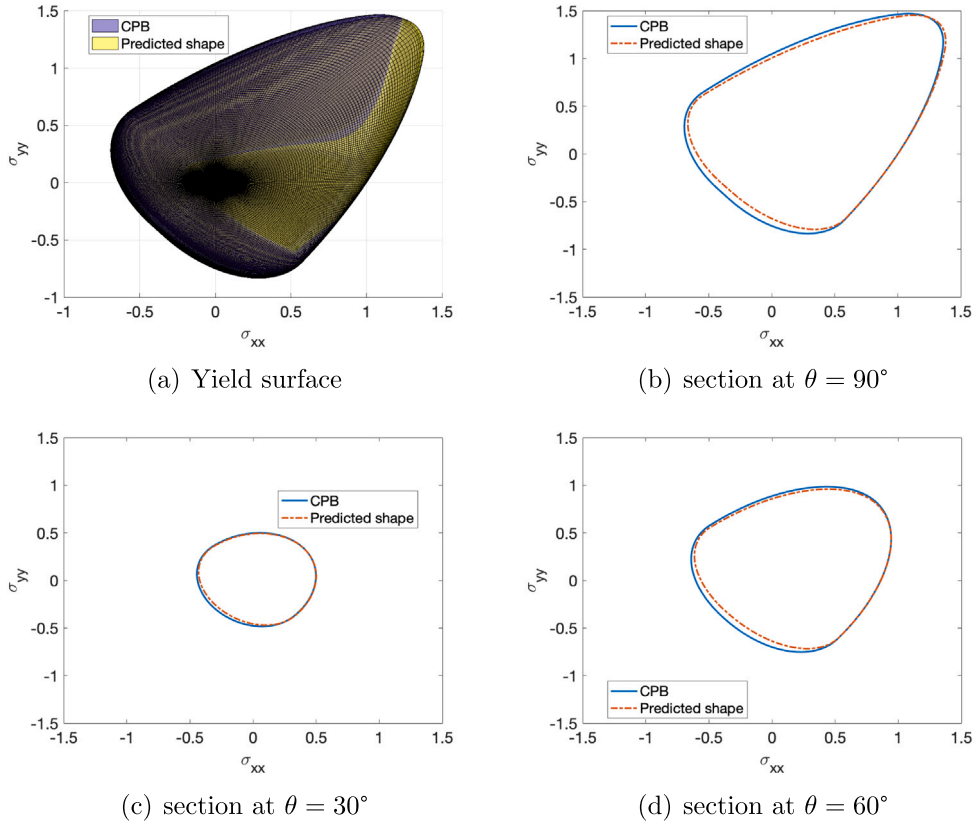 CPB
Predicted shape
1.5
1
0.5
0
-0.5
-1
σyy
-1
-0.5
0
0.5
1
1.5
σxx
(a) Yield surface
CPB
Predicted shape
1.5
1
0.5
0
-0.5
-1
-1.5
σyy
-1.5
-1
-0.5
0
0.5
1
1.5
σxx
(b) section at θ = 90°
CPB
Predicted shape
1.5
1
0.5
0
-0.5
-1
-1.5
σyy
-1.5
-1
-0.5
0
0.5
1
1.5
σxx
(c) section at θ = 30°
CPB
Predicted shape
1.5
1
0.5
0
-0.5
-1
-1.5
σyy
-1.5
-1
-0.5
0
0.5
1
1.5
σxx
(d) section at θ = 60°